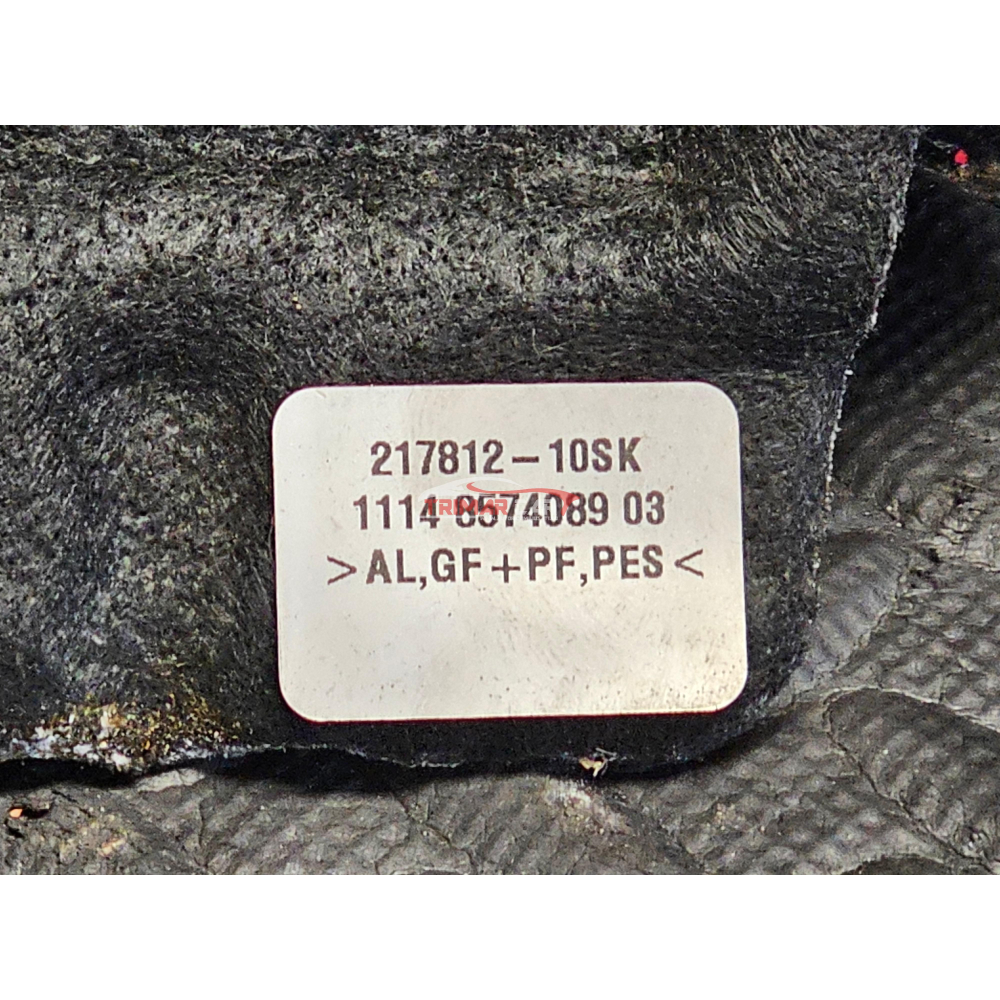 217812-10SK
1114 8574089 03
>AL,GF+PF,PES<